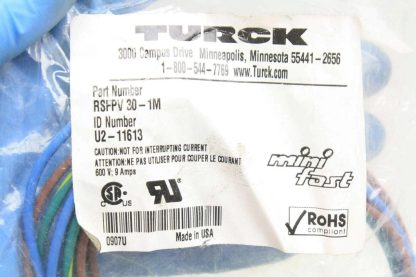 TURCK
3000 Campus Drive Minneapolis, Minnesota 55441-2656
1-800-544-7769 www.Turck.com
Part Number
RSFPV 30-1M
ID Number
U2-11613
CAUTION:NOT FOR INTERRUPTING CURRENT
ATTENTION:NE PAS UTILISER POUR COUPER LE COURANT
600 V; 9 Amps
mini
fast
C US
0907U
Made in USA
RoHS
compliant